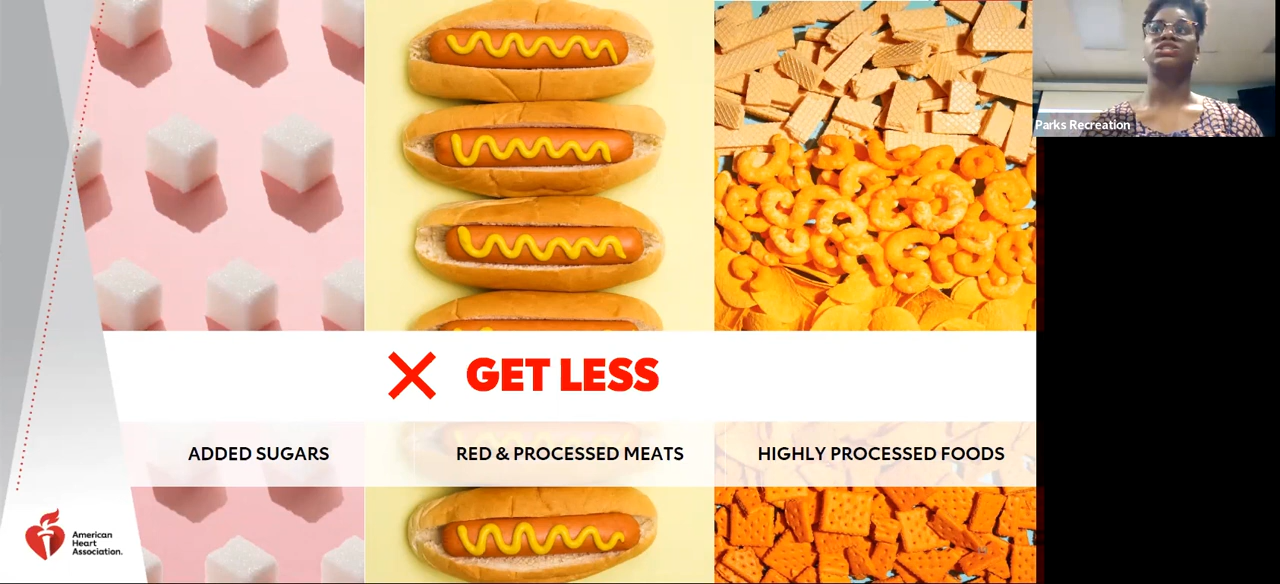 Parks Recreation
GET LESS
ADDED SUGARS
RED & PROCESSED MEATS
HIGHLY PROCESSED FOODS
American
Heart
Association.